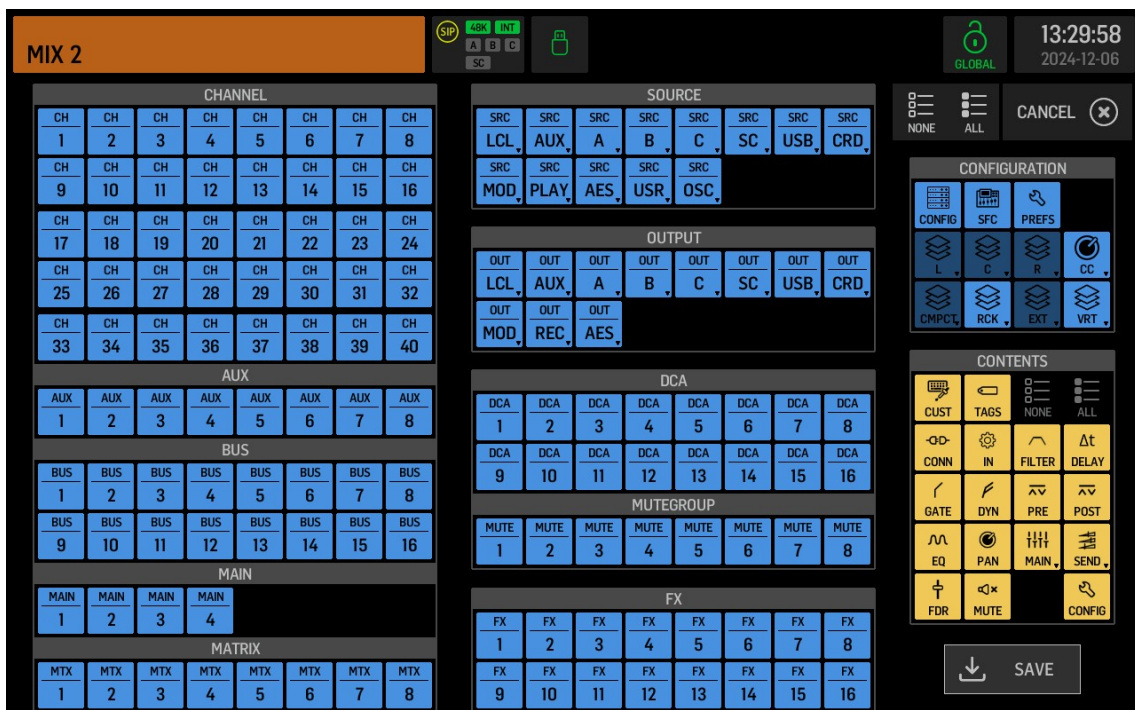 MIX 2
SIP
48K INT
A B C
SC
GLOBAL
13:29:58
2024-12-06
CHANNEL
CH CH CH CH CH CH CH CH
1 2 3 4 5 6 7 8
CH CH CH CH CH CH CH CH
9 10 11 12 13 14 15 16
CH CH CH CH CH CH CH CH
17 18 19 20 21 22 23 24
CH CH CH CH CH CH CH CH
25 26 27 28 29 30 31 32
CH CH CH CH CH CH CH CH
33 34 35 36 37 38 39 40
AUX
AUX AUX AUX AUX AUX AUX AUX AUX
1 2 3 4 5 6 7 8
BUS
BUS BUS BUS BUS BUS BUS BUS BUS
1 2 3 4 5 6 7 8
BUS BUS BUS BUS BUS BUS BUS BUS
9 10 11 12 13 14 15 16
MAIN
MAIN MAIN MAIN MAIN
1 2 3 4
MATRIX
MTX MTX MTX MTX MTX MTX MTX MTX
1 2 3 4 5 6 7 8
SOURCE
SRC SRC SRC SRC SRC SRC SRC SRC
LCL AUX A B C SC USB CRD
SRC SRC SRC SRC SRC
MOD PLAY AES USR OSC
OUTPUT
OUT OUT OUT OUT OUT OUT OUT OUT
LCL AUX A B C SC USB CRD
OUT OUT OUT
MOD REC AES
DCA
DCA DCA DCA DCA DCA DCA DCA DCA
1 2 3 4 5 6 7 8
DCA DCA DCA DCA DCA DCA DCA DCA
9 10 11 12 13 14 15 16
MUTEGROUP
MUTE MUTE MUTE MUTE MUTE MUTE MUTE MUTE
1 2 3 4 5 6 7 8
FX
FX FX FX FX FX FX FX FX
1 2 3 4 5 6 7 8
FX FX FX FX FX FX FX FX
9 10 11 12 13 14 15 16
NONE ALL CANCEL
CONFIGURATION
CONFIG SFC PREFS
L C R CC
CMPCT RCK EXT VRT
CONTENTS
CUST TAGS NONE ALL
CONN IN FILTER Δt DELAY
GATE DYN PRE POST
EQ PAN MAIN SEND
FDR MUTE CONFIG
SAVE